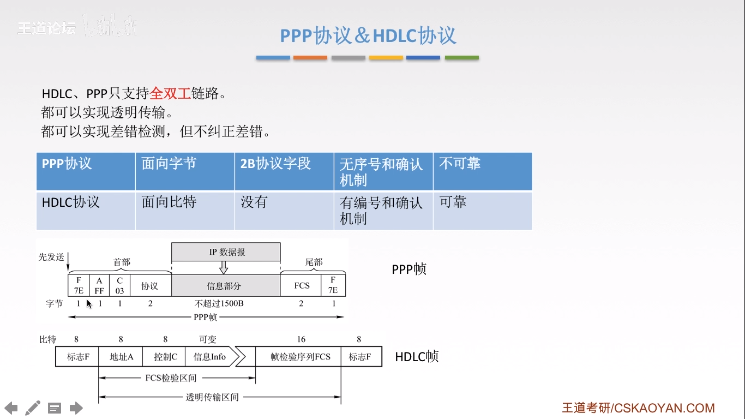 王道论坛
PPP协议＆HDLC协议
HDLC、PPP只支持全双工链路。
都可以实现透明传输。
都可以实现差错检测，但不纠正差错。
PPP协议 面向字节 2B协议字段 无序号和确认机制 不可靠
HDLC协议 面向比特 没有 有编号和确认机制 可靠
IP 数据报
先发送 首部 尾部
F 7E A FF C 03 协议 信息部分 FCS F 7E
字节 1 1 1 2 不超过1500B 2 1
PPP帧
PPP帧
比特 8 8 8 可变 16 8
标志F 地址A 控制C 信息Info 帧检验序列FCS 标志F
HDLC帧
FCS检验区间
透明传输区间
王道考研/CSKAOYAN.COM